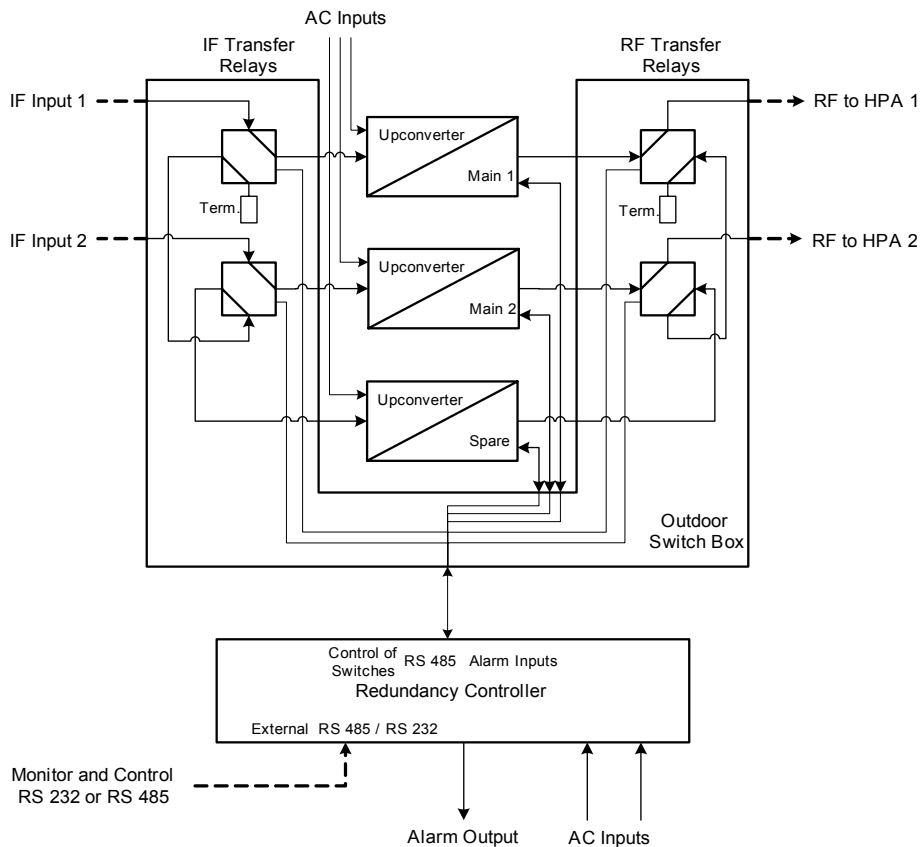 AC Inputs
IF Transfer
Relays
RF Transfer
Relays
IF Input 1
RF to HPA 1
Upconverter
Main 1
Term.
Term.
IF Input 2
RF to HPA 2
Upconverter
Main 2
Upconverter
Spare
Outdoor
Switch Box
Control of
Switches
RS 485
Alarm Inputs
Redundancy Controller
External RS 485 / RS 232
Monitor and Control
RS 232 or RS 485
Alarm Output
AC Inputs